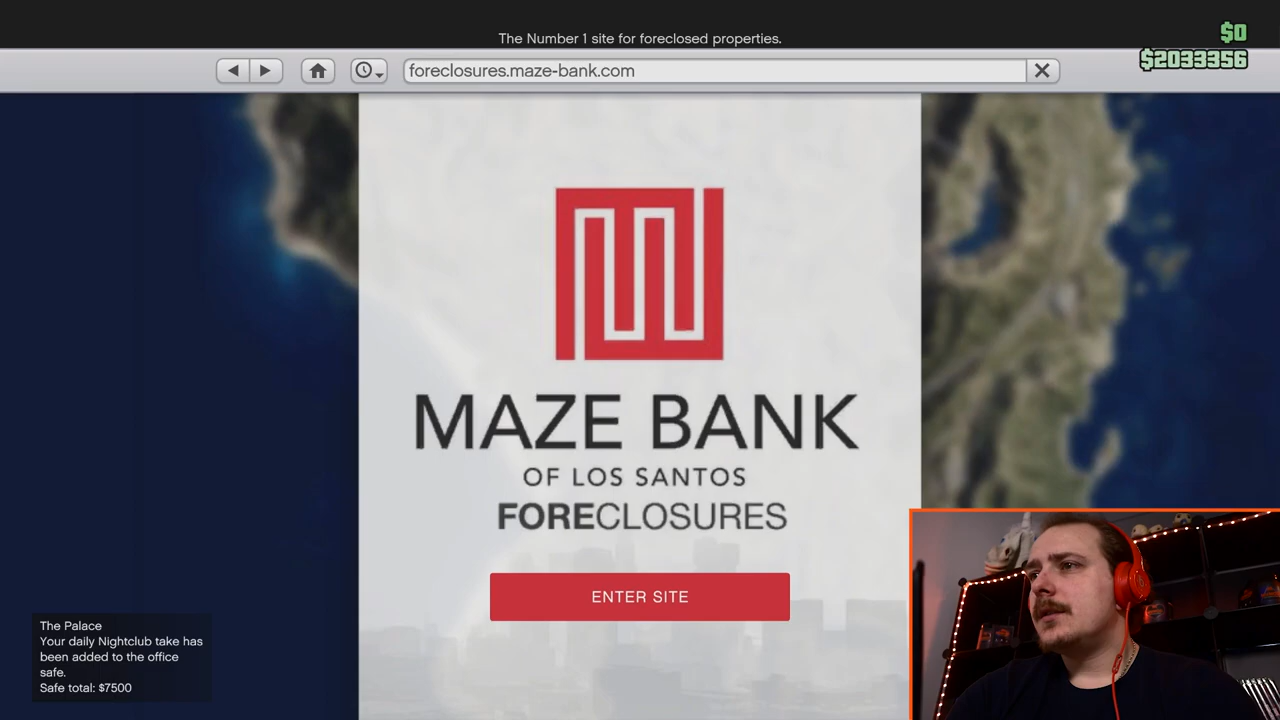 The Number 1 site for foreclosed properties.
$0
$2033356
foreclosures.maze-bank.com
MAZE BANK
OF LOS SANTOS
FORECLOSURES
ENTER SITE
The Palace
Your daily Nightclub take has
been added to the office
safe.
Safe total: $7500